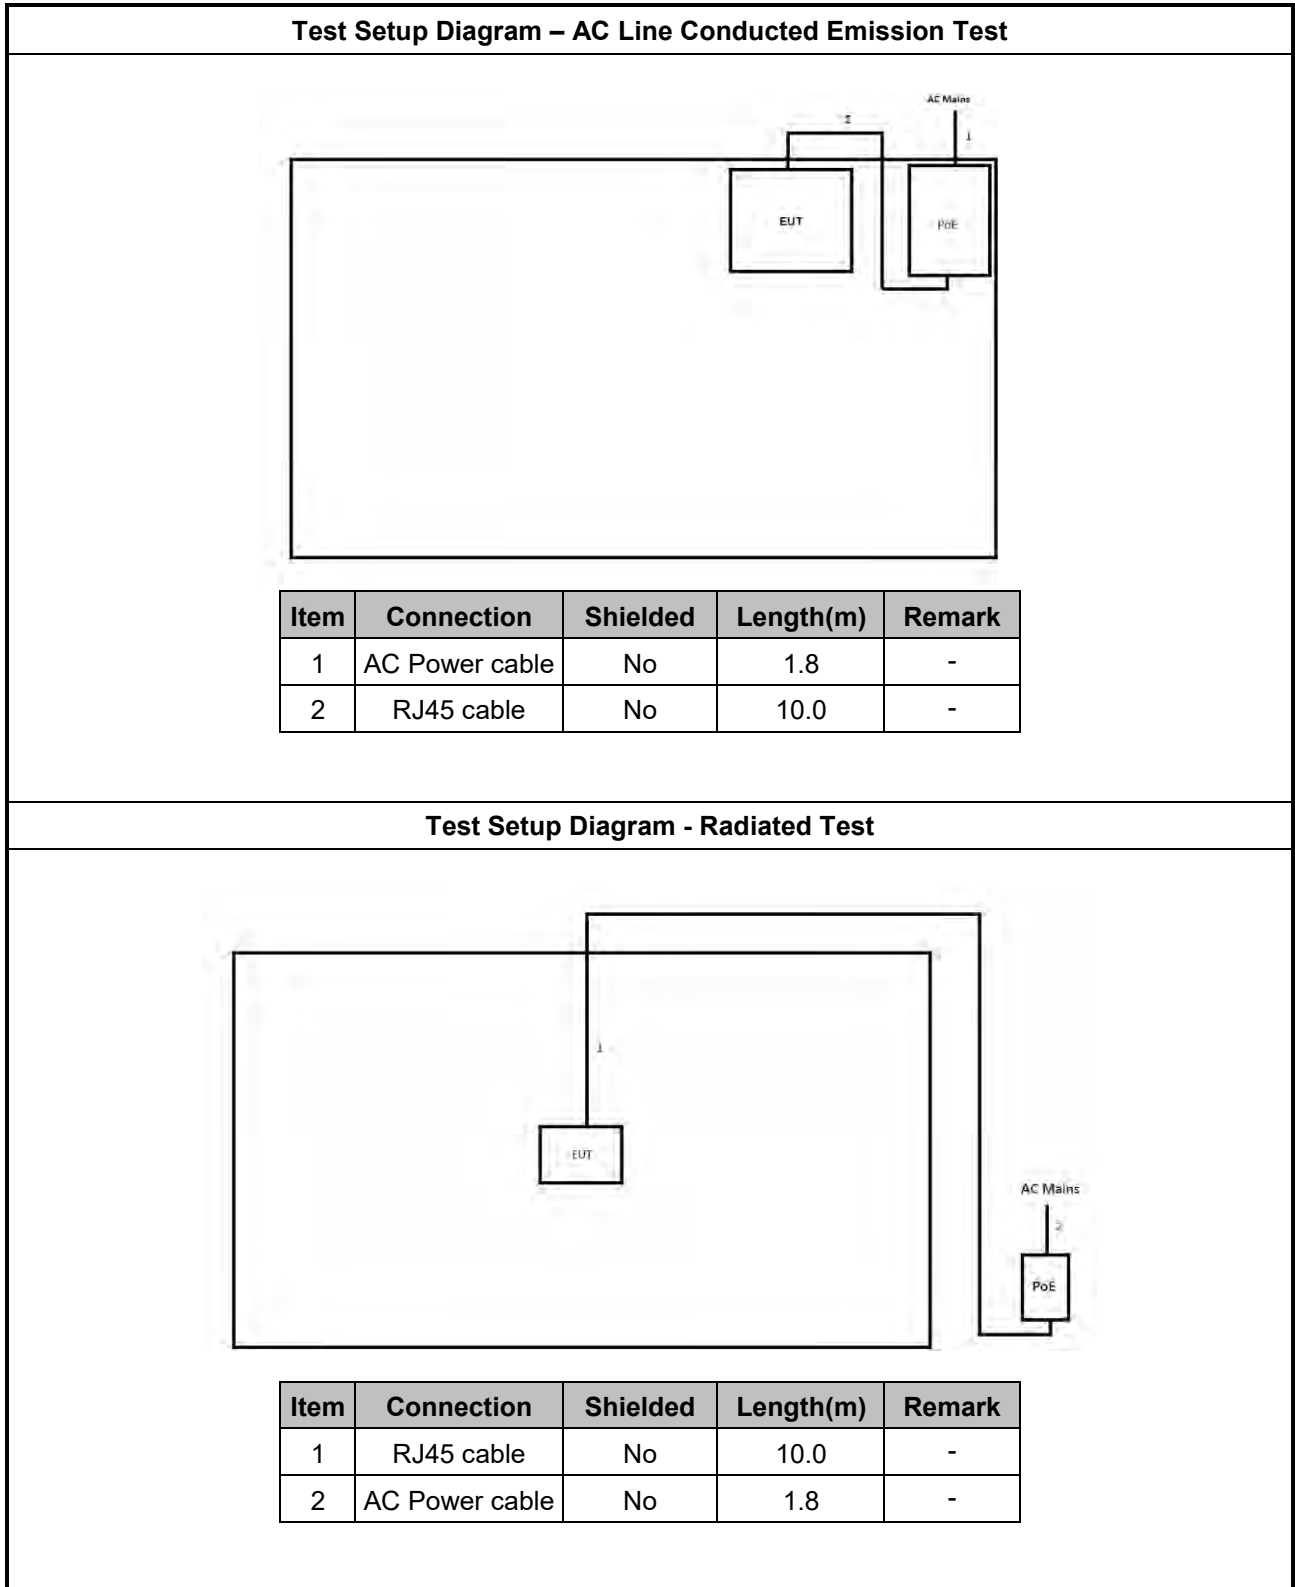 Test Setup Diagram – AC Line Conducted Emission Test
AC Mains
2
1
EUT
PoE
Item Connection Shielded Length(m) Remark
1 AC Power cable No 1.8 -
2 RJ45 cable No 10.0 -
Test Setup Diagram - Radiated Test
1
EUT
AC Mains
2
PoE
Item Connection Shielded Length(m) Remark
1 RJ45 cable No 10.0 -
2 AC Power cable No 1.8 -